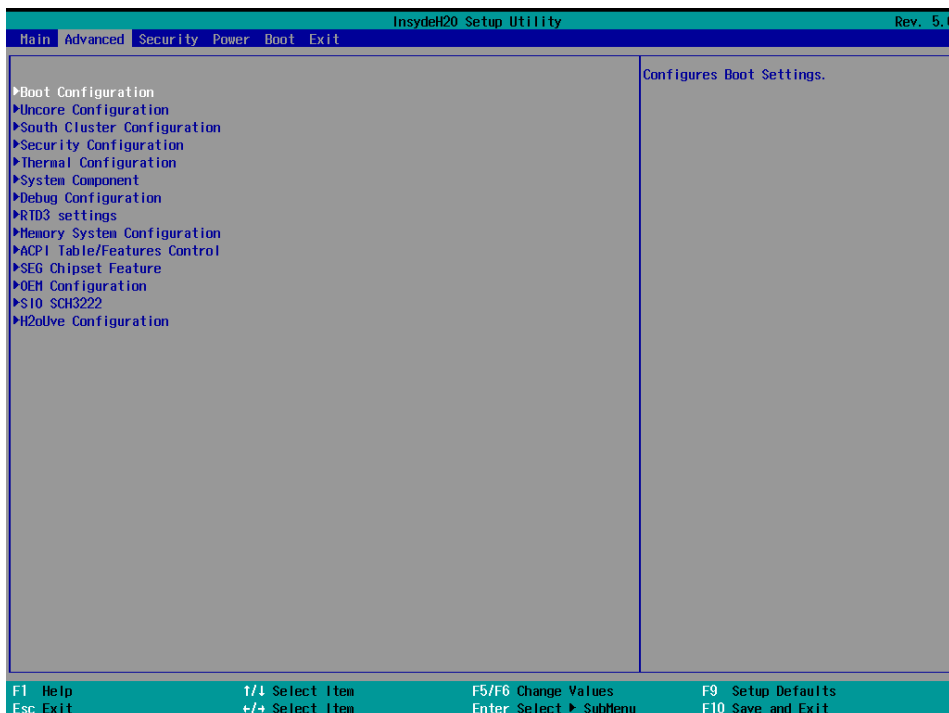 InsydeH20 Setup Utility Rev. 5.
Main Advanced Security Power Boot Exit
Configures Boot Settings.
▶Boot Configuration
▶Uncore Configuration
▶South Cluster Configuration
▶Security Configuration
▶Thermal Configuration
▶System Component
▶Debug Configuration
▶RTD3 settings
▶Memory System Configuration
▶ACPI Table/Features Control
▶SEG Chipset Feature
▶OEM Configuration
▶SIO SCH3222
▶H2oUve Configuration
F1 Help ↑/↓ Select Item F5/F6 Change Values F9 Setup Defaults
Esc Exit ←/→ Select Item Enter Select ▶ SubMenu F10 Save and Exit